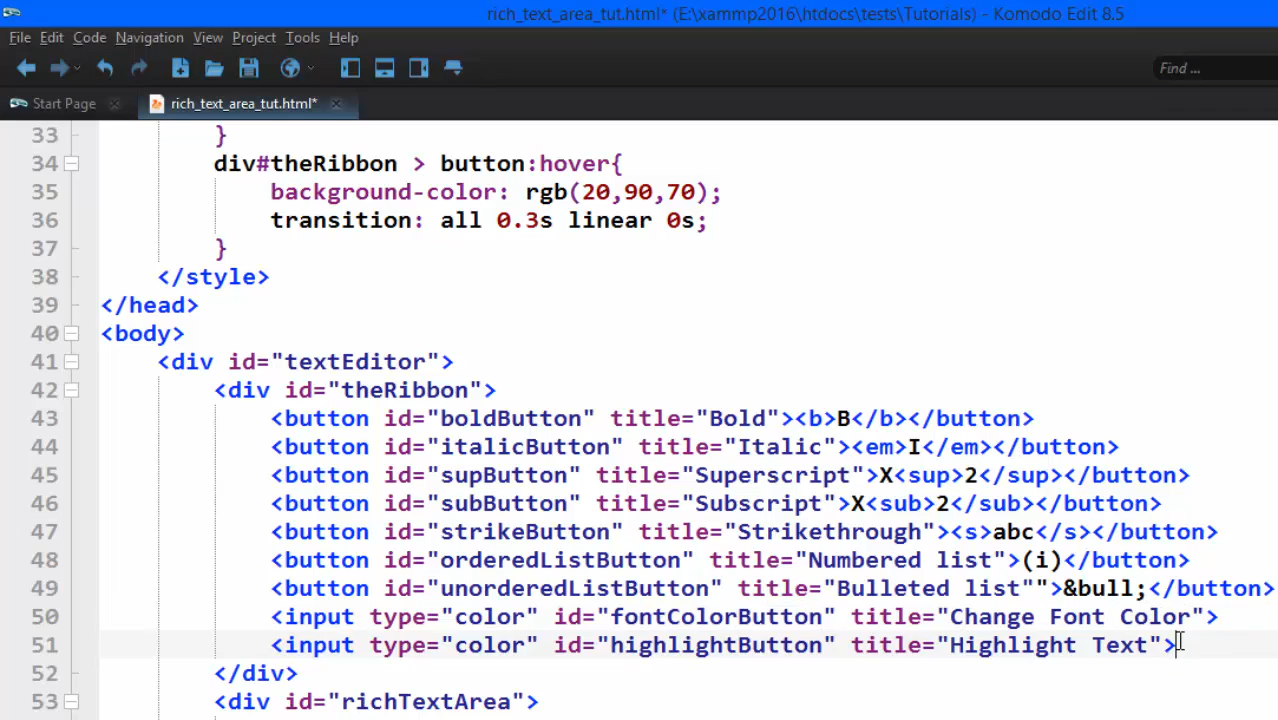 rich_text_area_tut.html* (E:\xammp2016\htdocs\tests\Tutorials) - Komodo Edit 8.5
File Edit Code Navigation View Project Tools Help
Find ...
Start Page rich_text_area_tut.html*
33 }
34 div#theRibbon > button:hover{
35 background-color: rgb(20,90,70);
36 transition: all 0.3s linear 0s;
37 }
38 </style>
39 </head>
40 <body>
41 <div id="textEditor">
42 <div id="theRibbon">
43 <button id="boldButton" title="Bold"><b>B</b></button>
44 <button id="italicButton" title="Italic"><em>I</em></button>
45 <button id="supButton" title="Superscript">X<sup>2</sup></button>
46 <button id="subButton" title="Subscript">X<sub>2</sub></button>
47 <button id="strikeButton" title="Strikethrough"><s>abc</s></button>
48 <button id="orderedListButton" title="Numbered list">(i)</button>
49 <button id="unorderedListButton" title="Bulleted list"">&bull;</button>
50 <input type="color" id="fontColorButton" title="Change Font Color">
51 <input type="color" id="highlightButton" title="Highlight Text">
52 </div>
53 <div id="richTextArea">